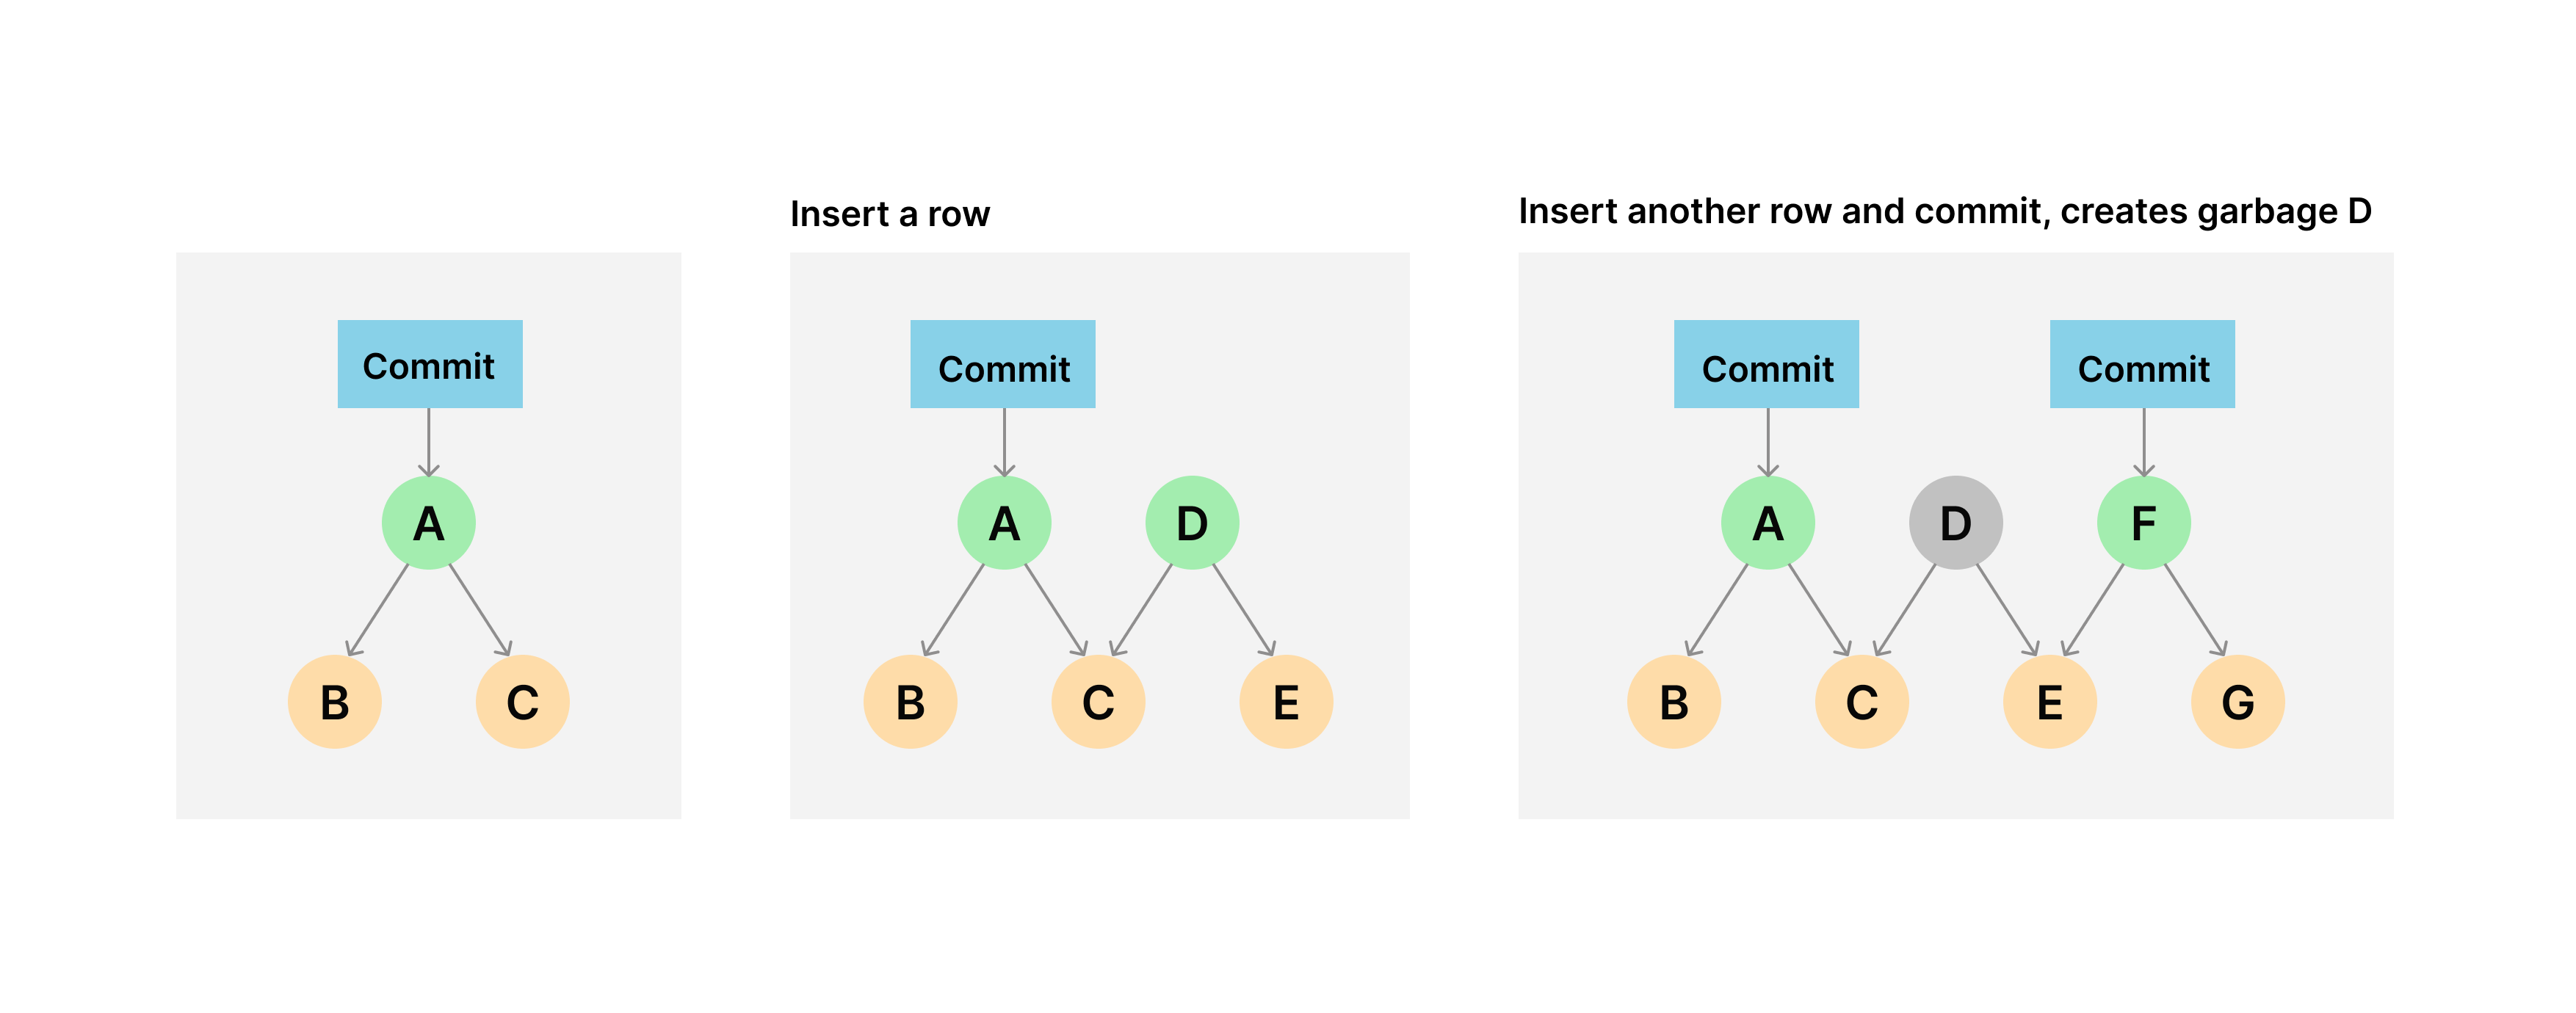 Insert a row
Insert another row and commit, creates garbage D
Commit
A
B
C
Commit
A
D
B
C
E
Commit
Commit
A
D
F
B
C
E
G